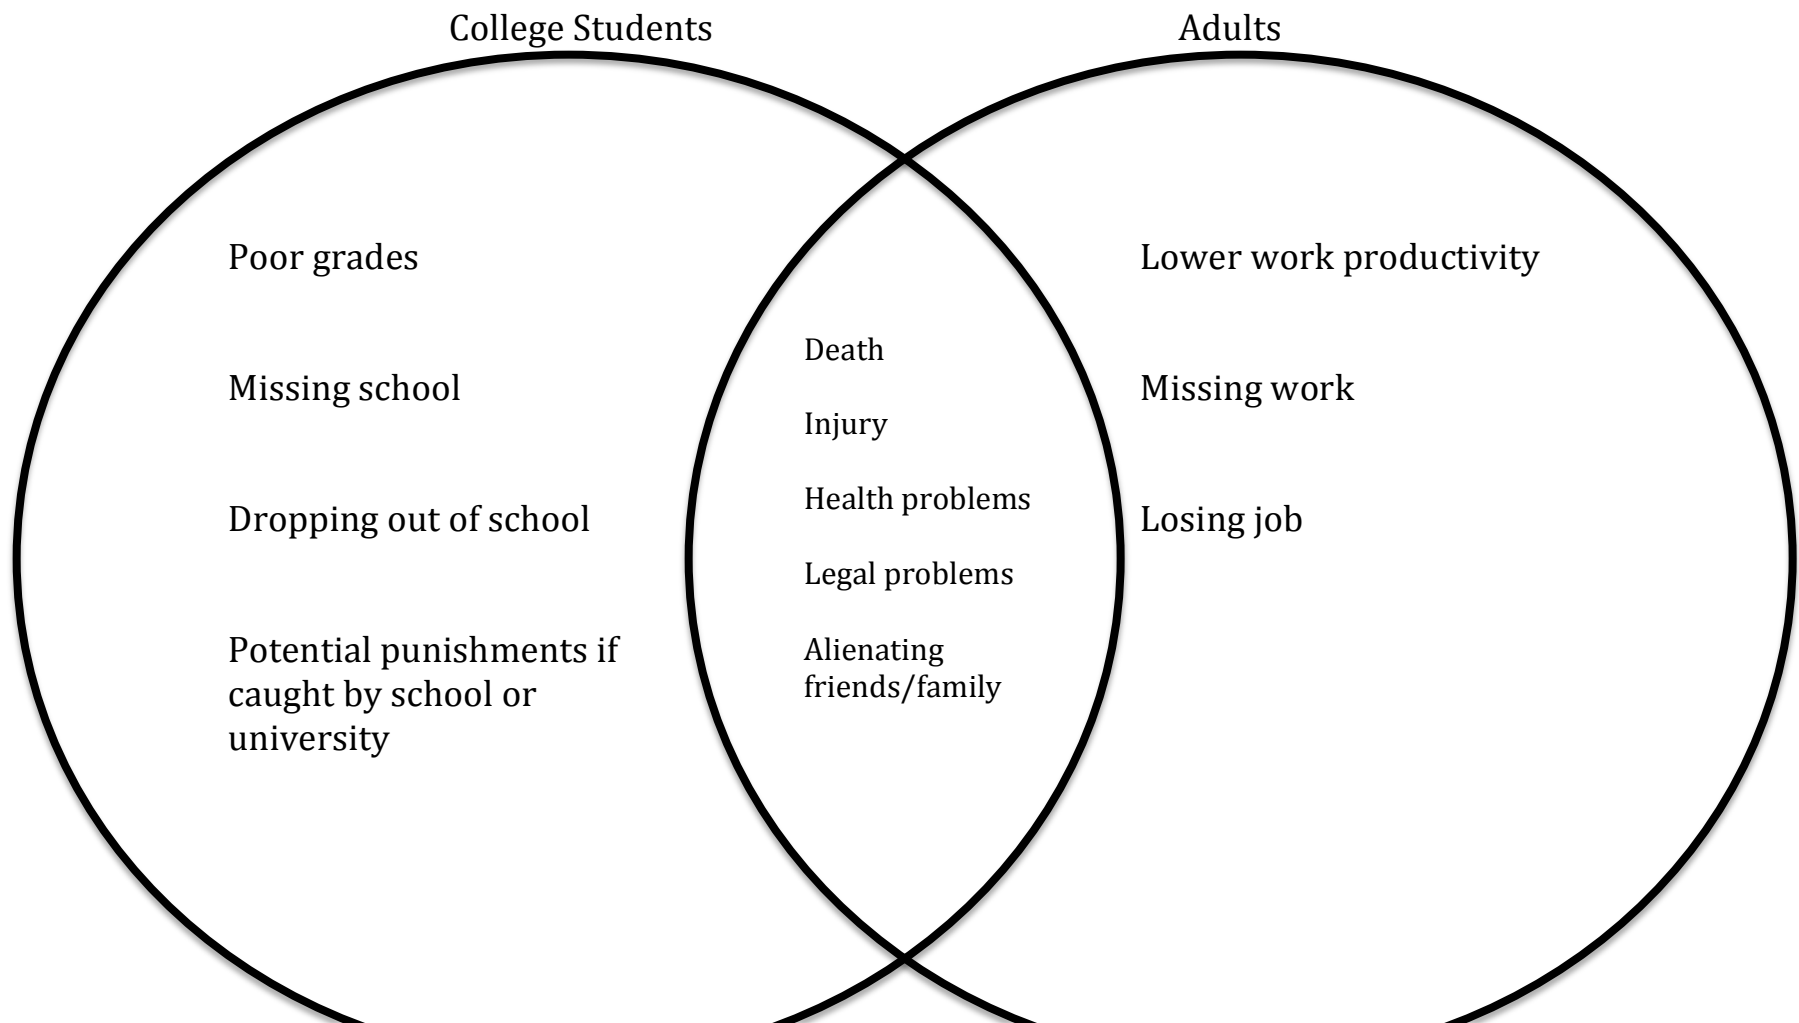 College Students
Adults
Poor grades
Missing school
Dropping out of school
Potential punishments if
caught by school or
university
Death
Injury
Health problems
Legal problems
Alienating
friends/family
Lower work productivity
Missing work
Losing job